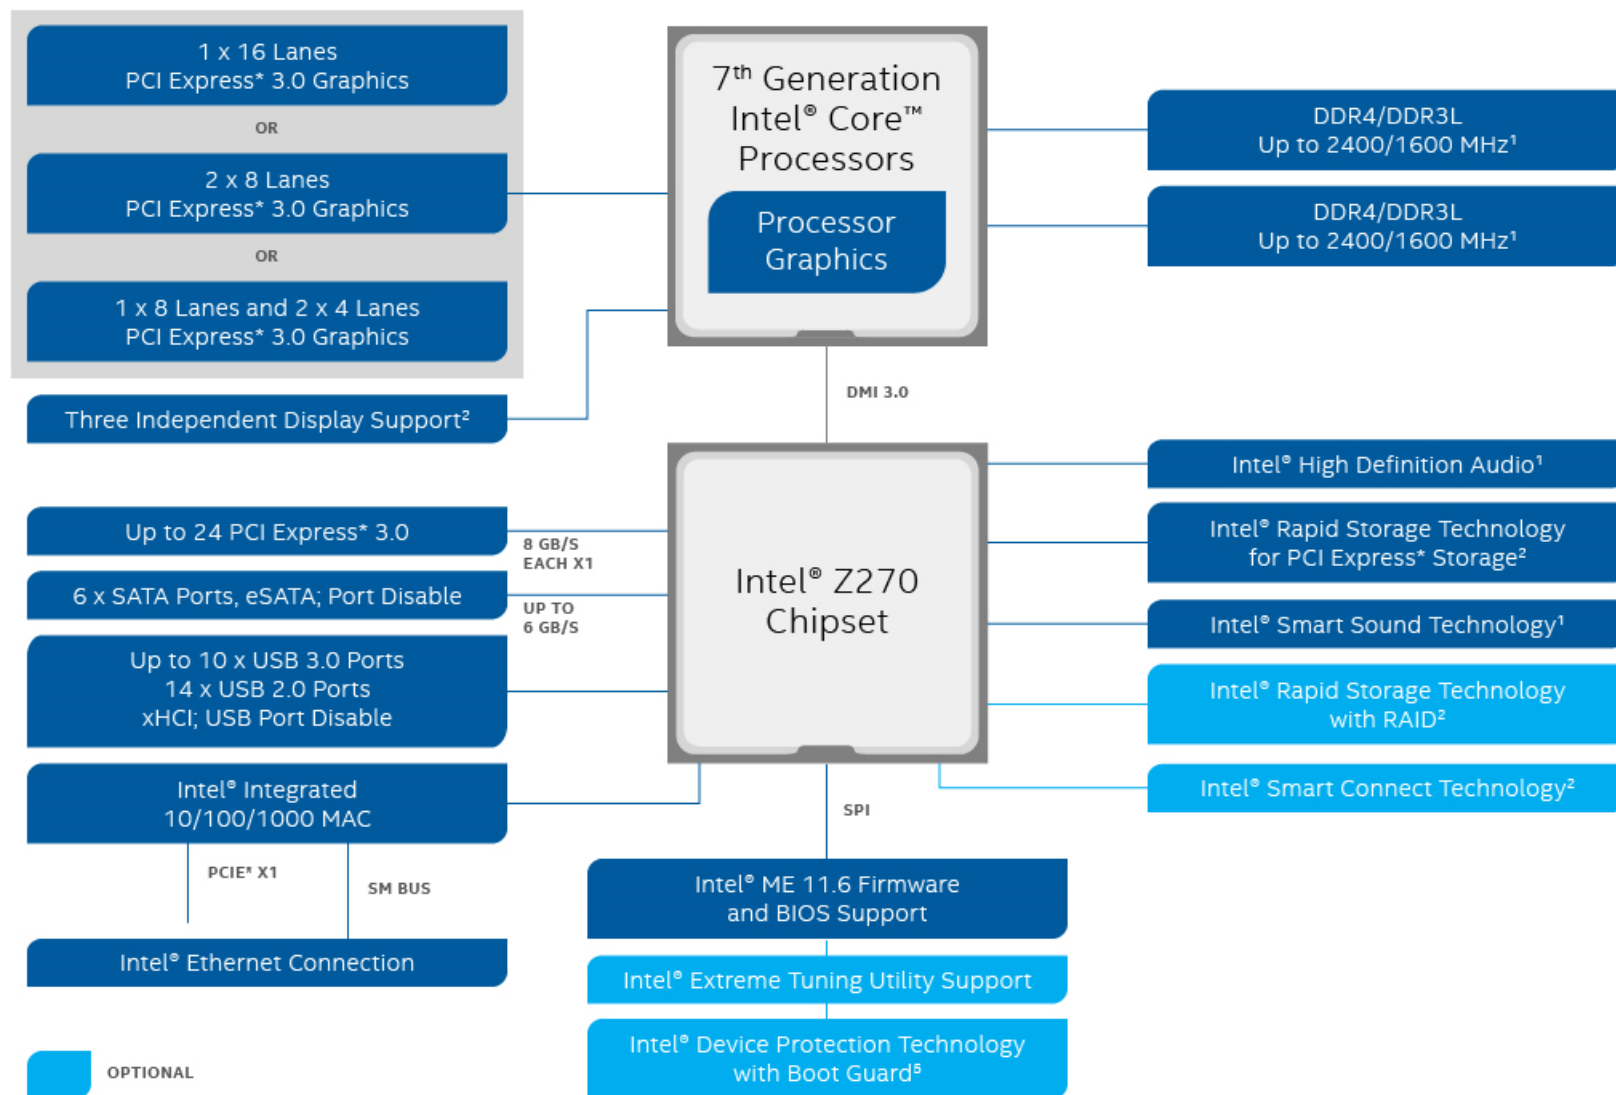 1 x 16 Lanes
PCI Express* 3.0 Graphics
OR
2 x 8 Lanes
PCI Express* 3.0 Graphics
OR
1 x 8 Lanes and 2 x 4 Lanes
PCI Express* 3.0 Graphics
Three Independent Display Support²
7th Generation
Intel® Core™
Processors
Processor
Graphics
DDR4/DDR3L
Up to 2400/1600 MHz¹
DDR4/DDR3L
Up to 2400/1600 MHz¹
DMI 3.0
Up to 24 PCI Express* 3.0
8 GB/S
EACH X1
6 x SATA Ports, eSATA; Port Disable
UP TO
6 GB/S
Up to 10 x USB 3.0 Ports
14 x USB 2.0 Ports
xHCI; USB Port Disable
Intel® Integrated
10/100/1000 MAC
PCIE* X1
SM BUS
Intel® Ethernet Connection
Intel® Z270
Chipset
Intel® High Definition Audio¹
Intel® Rapid Storage Technology
for PCI Express* Storage²
Intel® Smart Sound Technology¹
Intel® Rapid Storage Technology
with RAID²
Intel® Smart Connect Technology²
SPI
Intel® ME 11.6 Firmware
and BIOS Support
Intel® Extreme Tuning Utility Support
Intel® Device Protection Technology
with Boot Guard⁵
OPTIONAL